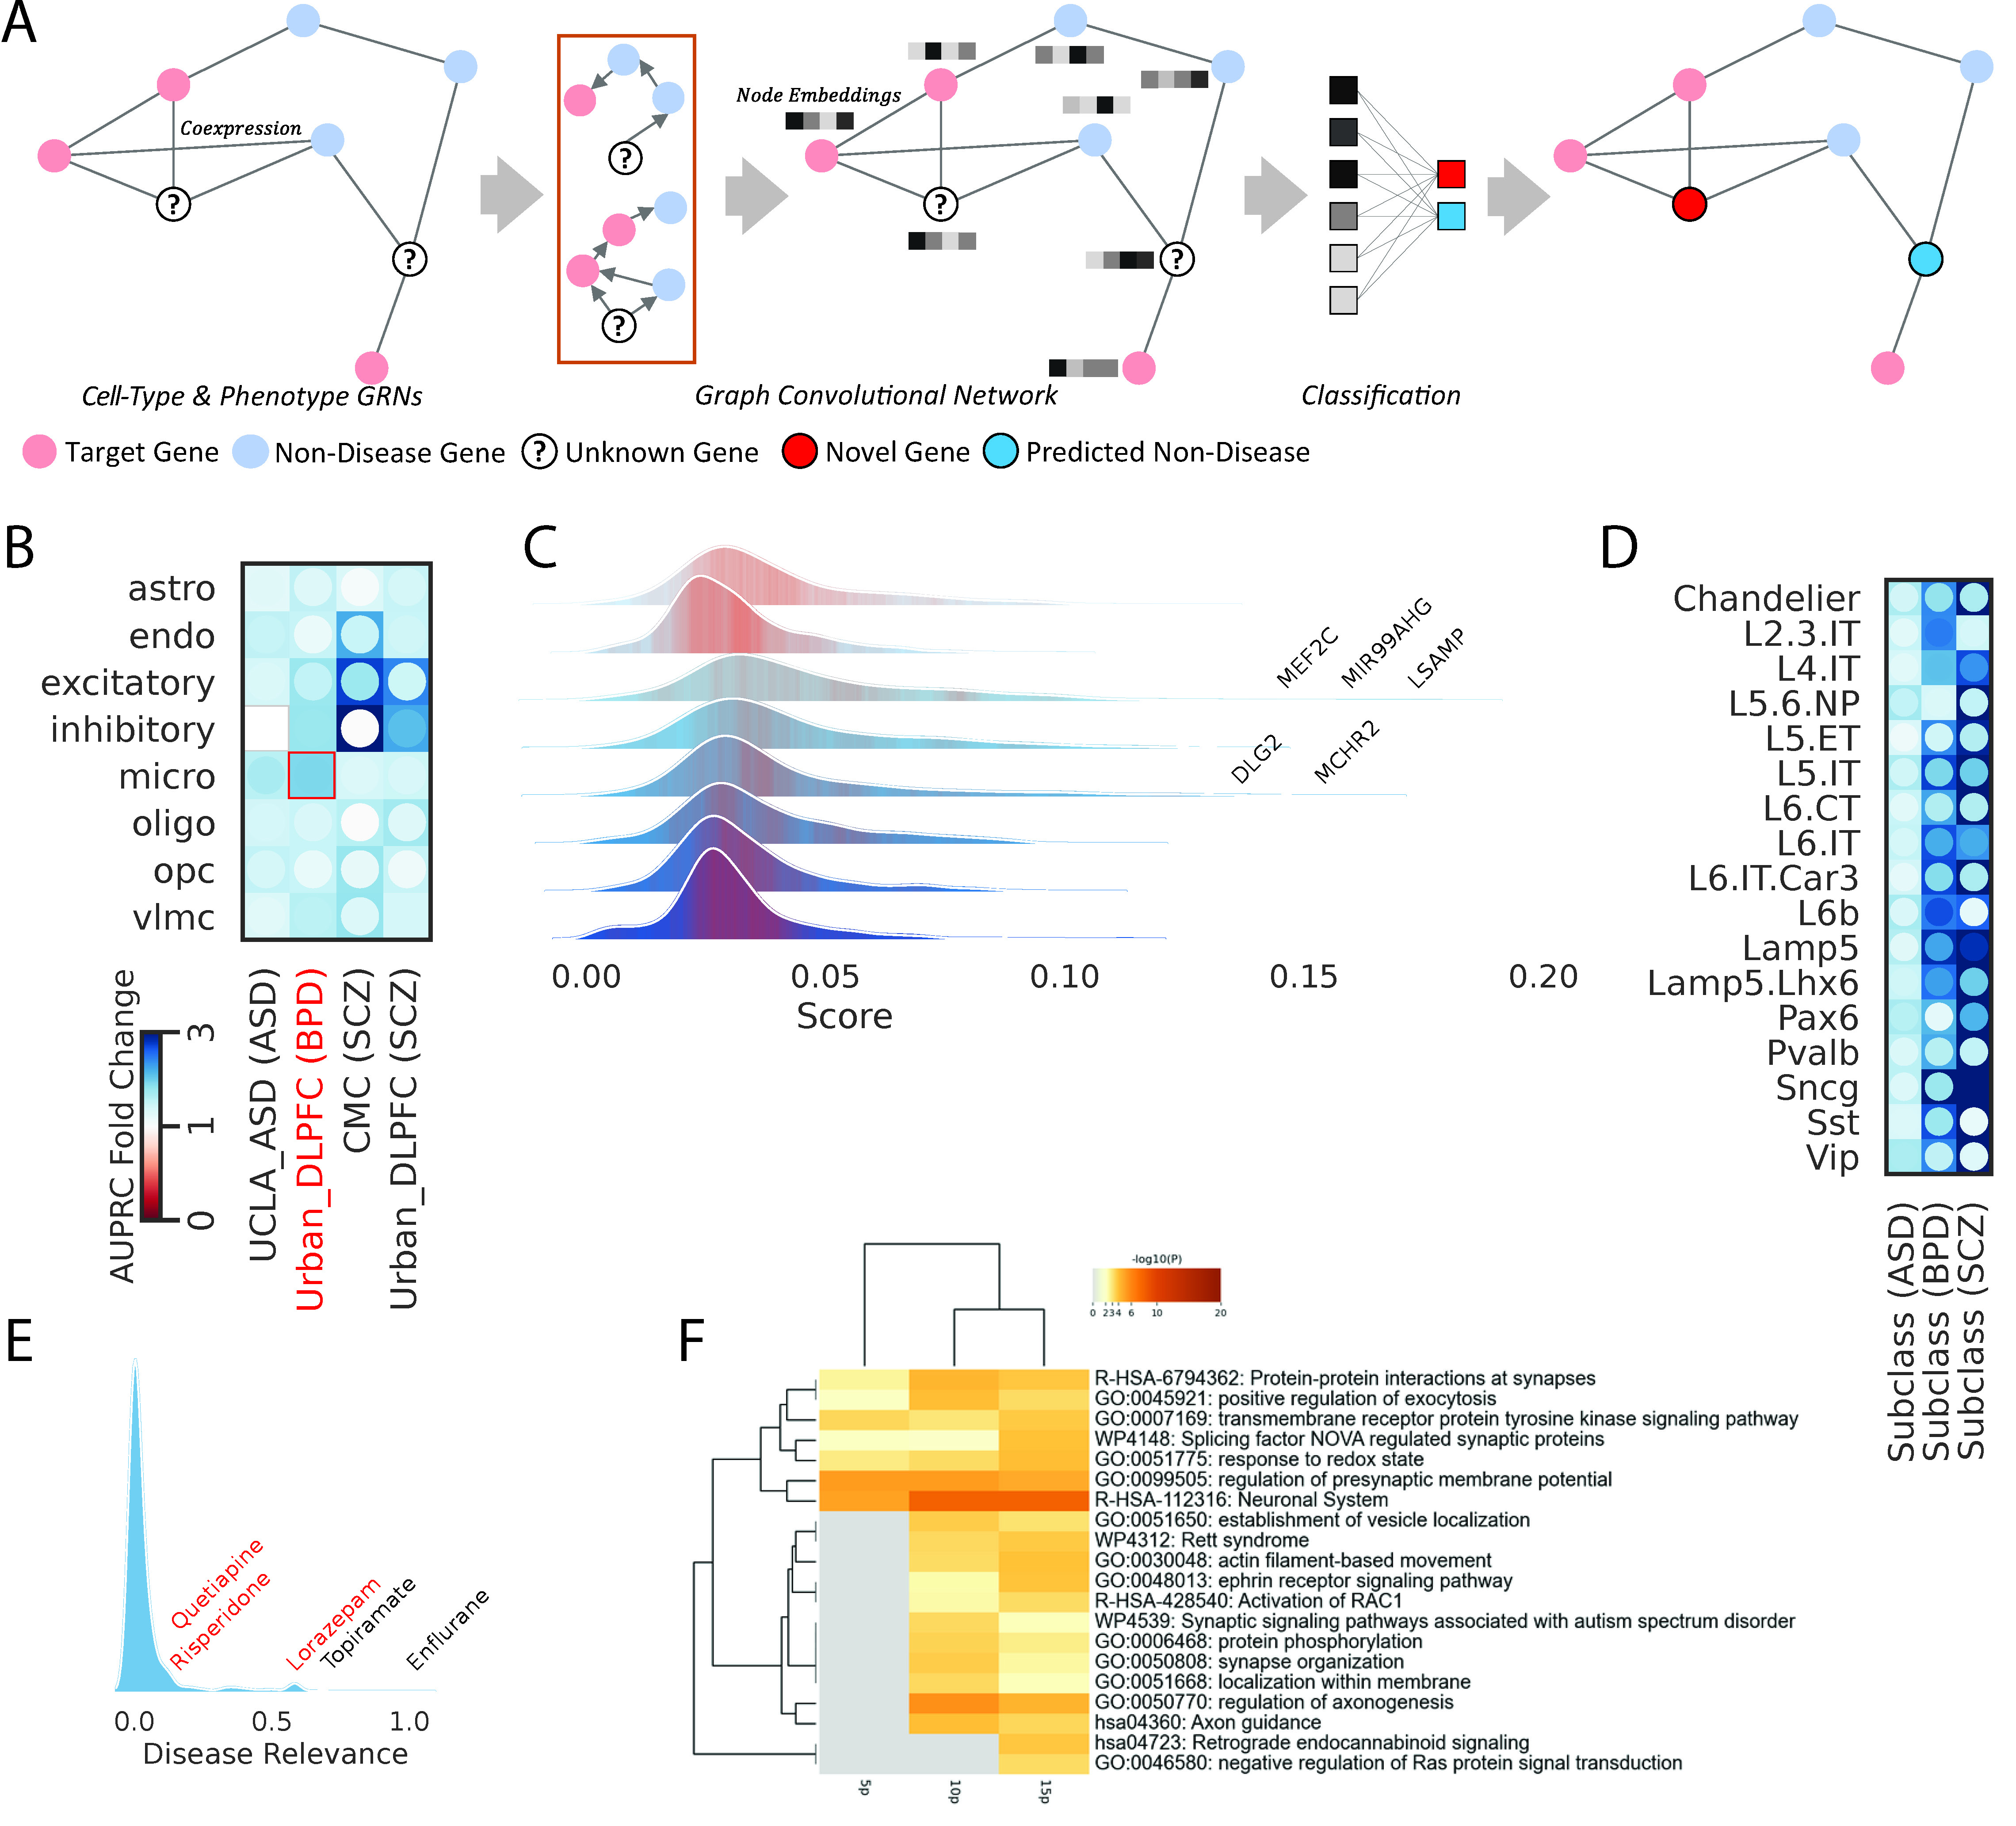 A
Coexpression
?
?
Cell-Type & Phenotype GRNs
?
?
Node Embeddings
?
?
Graph Convolutional Network
Classification
Target Gene
Non-Disease Gene
? Unknown Gene
Novel Gene
Predicted Non-Disease
B
astro
endo
excitatory
inhibitory
micro
oligo
opc
vlmc
UCLA_ASD (ASD)
Urban_DLPFC (BPD)
CMC (SCZ)
Urban_DLPFC (SCZ)
AUPRC Fold Change
3
1
0
C
MEF2C
MIR99AHG
LSAMP
DLG2
MCHR2
0.00 0.05 0.10 0.15 0.20
Score
D
Chandelier
L2.3.IT
L4.IT
L5.6.NP
L5.ET
L5.IT
L6.CT
L6.IT
L6.IT.Car3
L6b
Lamp5
Lamp5.Lhx6
Pax6
Pvalb
Sncg
Sst
Vip
Subclass (ASD)
Subclass (BPD)
Subclass (SCZ)
E
Quetiapine
Risperidone
Lorazepam
Topiramate
Enflurane
0.0 0.5 1.0
Disease Relevance
F
-log10(P)
0 2 3 4 6 10 20
R-HSA-6794362: Protein-protein interactions at synapses
GO:0045921: positive regulation of exocytosis
GO:0007169: transmembrane receptor protein tyrosine kinase signaling pathway
WP4148: Splicing factor NOVA regulated synaptic proteins
GO:0051775: response to redox state
GO:0099505: regulation of presynaptic membrane potential
R-HSA-112316: Neuronal System
GO:0051650: establishment of vesicle localization
WP4312: Rett syndrome
GO:0030048: actin filament-based movement
GO:0048013: ephrin receptor signaling pathway
R-HSA-428540: Activation of RAC1
WP4539: Synaptic signaling pathways associated with autism spectrum disorder
GO:0006468: protein phosphorylation
GO:0050808: synapse organization
GO:0051668: localization within membrane
GO:0050770: regulation of axonogenesis
hsa04360: Axon guidance
hsa04723: Retrograde endocannabinoid signaling
GO:0046580: negative regulation of Ras protein signal transduction
5p
10p
15p